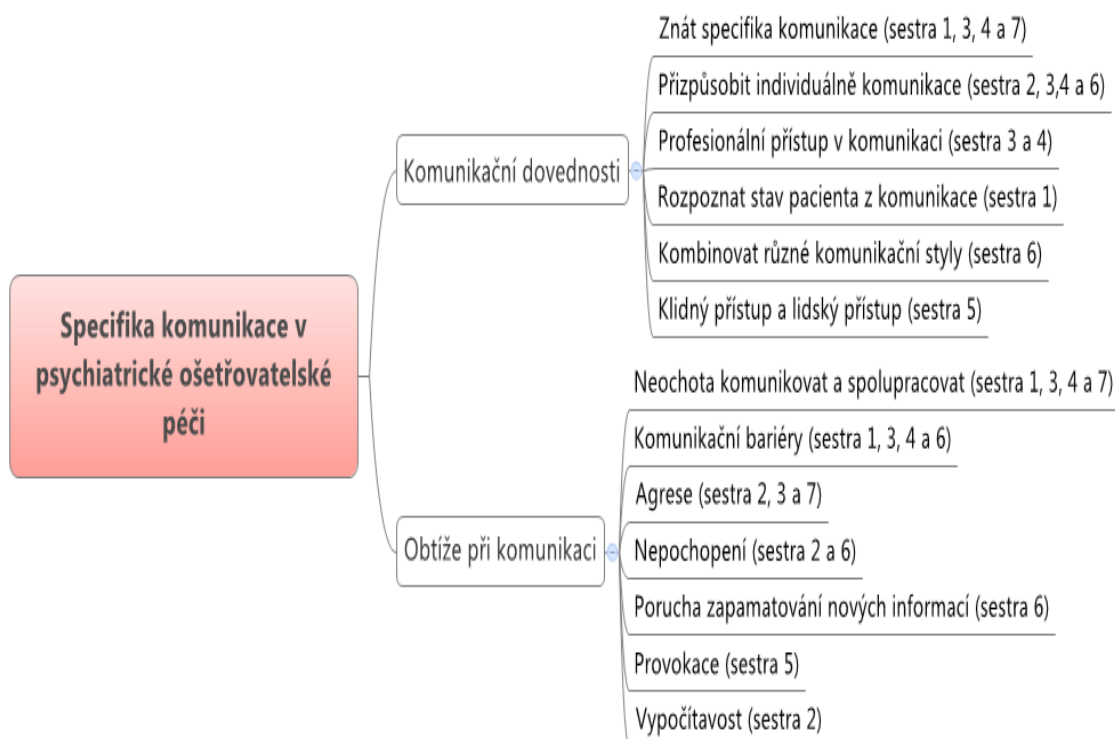 Specifika komunikace v
psychiatrické ošetřovatelské
péči
Komunikační dovednosti
Znát specifika komunikace (sestra 1, 3, 4 a 7)
Přizpůsobit individuálně komunikace (sestra 2, 3,4 a 6)
Profesionální přístup v komunikaci (sestra 3 a 4)
Rozpoznat stav pacienta z komunikace (sestra 1)
Kombinovat různé komunikační styly (sestra 6)
Klidný přístup a lidský přístup (sestra 5)
Obtíže při komunikaci
Neochota komunikovat a spolupracovat (sestra 1, 3, 4 a 7)
Komunikační bariéry (sestra 1, 3, 4 a 6)
Agrese (sestra 2, 3 a 7)
Nepochopení (sestra 2 a 6)
Porucha zapamatování nových informací (sestra 6)
Provokace (sestra 5)
Vypočítavost (sestra 2)